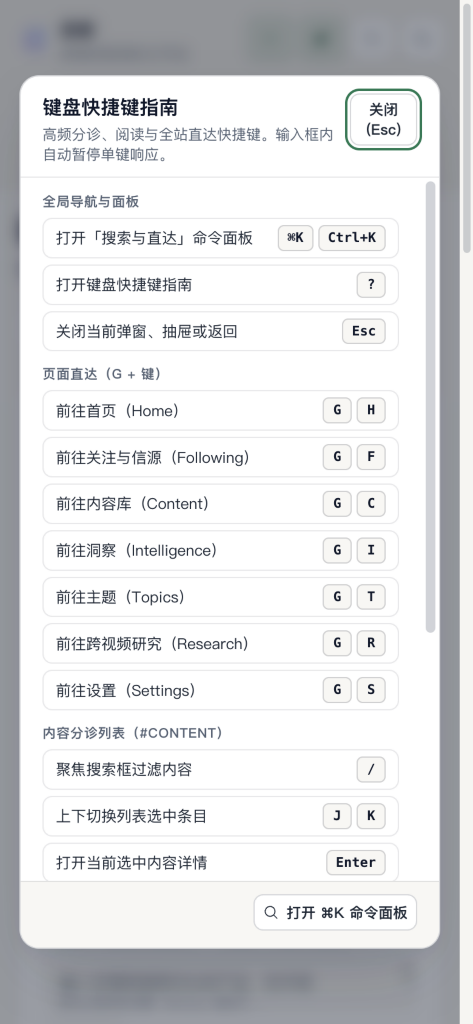 键盘快捷键指南
高频分诊、阅读与全站直达快捷键。输入框内
自动暂停单键响应。
关闭
(Esc)
全局导航与面板
打开「搜索与直达」命令面板 ⌘K Ctrl+K
打开键盘快捷键指南 ?
关闭当前弹窗、抽屉或返回 Esc
页面直达（G + 键）
前往首页（Home） G H
前往关注与信源（Following） G F
前往内容库（Content） G C
前往洞察（Intelligence） G I
前往主题（Topics） G T
前往跨视频研究（Research） G R
前往设置（Settings） G S
内容分诊列表（#CONTENT）
聚焦搜索框过滤内容 /
上下切换列表选中条目 J K
打开当前选中内容详情 Enter
打开 ⌘K 命令面板